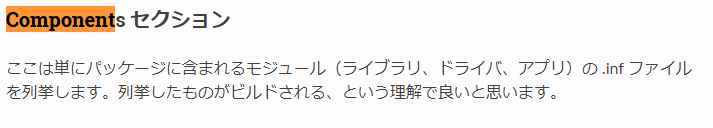 Components セクション
ここは単にパッケージに含まれるモジュール（ライブラリ、ドライバ、アプリ）の .inf ファイル
を列挙します。列挙したものがビルドされる、という理解で良いと思います。